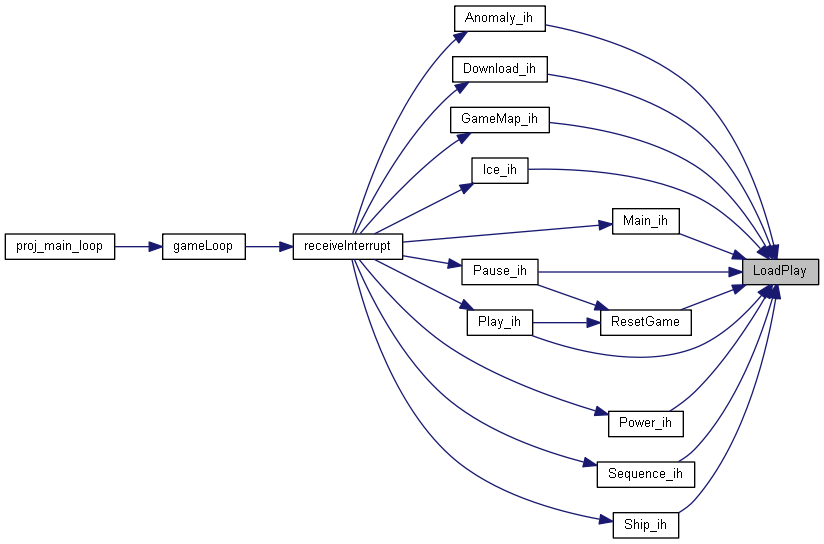 Anomaly_ih
Download_ih
GameMap_ih
Ice_ih
Main_ih
proj_main_loop
gameLoop
receiveInterrupt
Pause_ih
LoadPlay
Play_ih
ResetGame
Power_ih
Sequence_ih
Ship_ih